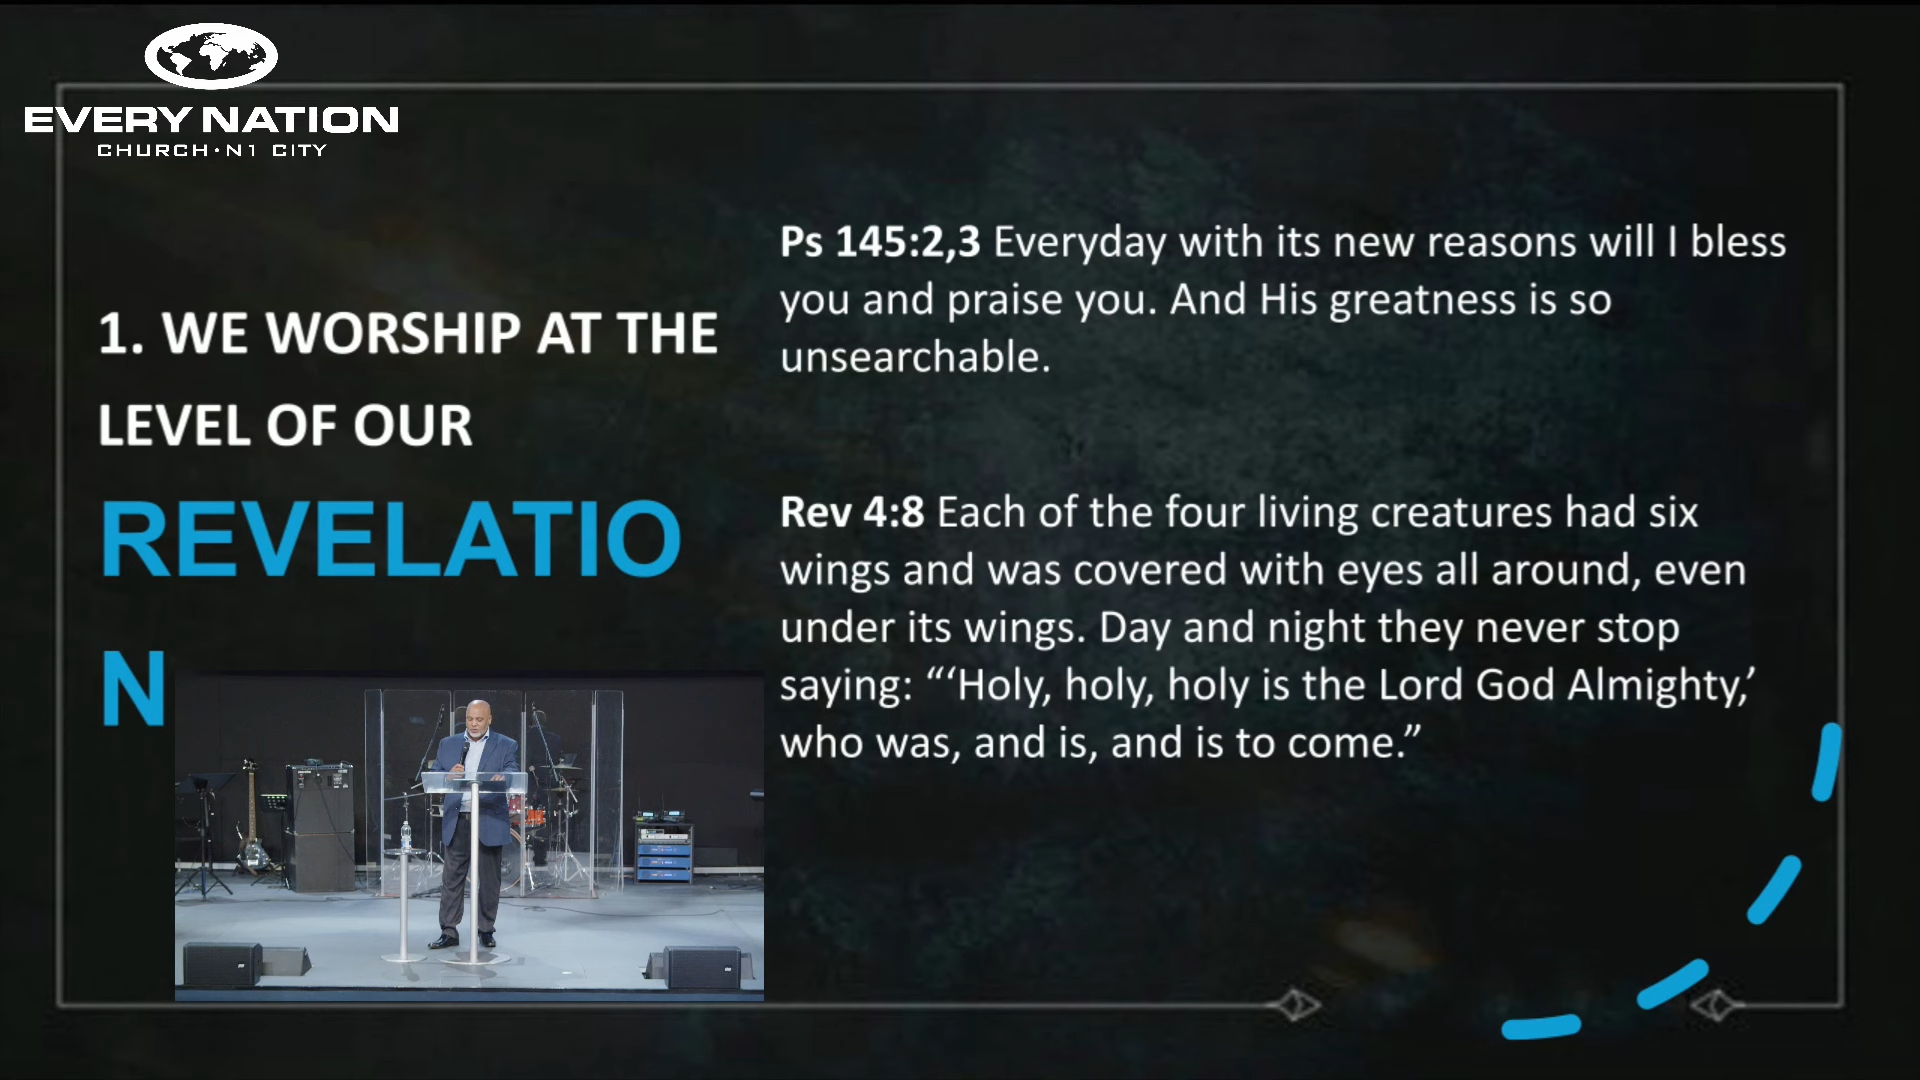 EVERY NATION
CHURCH·N1 CITY
1. WE WORSHIP AT THE
LEVEL OF OUR
REVELATIO
N
Ps 145:2,3 Everyday with its new reasons will I bless
you and praise you. And His greatness is so
unsearchable.
Rev 4:8 Each of the four living creatures had six
wings and was covered with eyes all around, even
under its wings. Day and night they never stop
saying: “‘Holy, holy, holy is the Lord God Almighty,’
who was, and is, and is to come.”